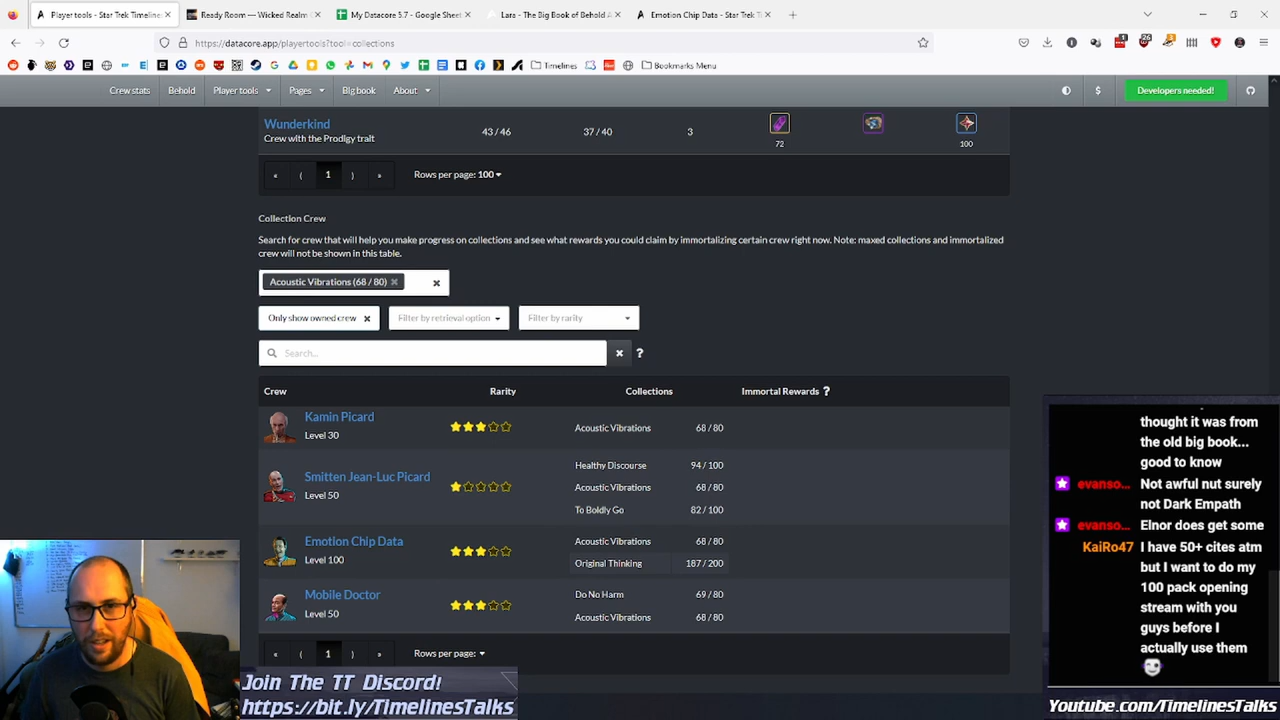 Player tools - Star Trek Timeline
Ready Room — Wicked Realm
My Datacore 5.7 - Google Sheet
Lara - The Big Book of Behold A
Emotion Chip Data - Star Trek Ti
https://datacore.app/playertools?tool=collections
Timelines
Bookmarks Menu
Crew stats
Behold
Player tools
Pages
Big book
About
$
Developers needed!
Wunderkind
43 / 46
37 / 40
3
Crew with the Prodigy trait
72
100
«
⟨
1
⟩
»
Rows per page: 100
Collection Crew
Search for crew that will help you make progress on collections and see what rewards you could claim by immortalizing certain crew right now. Note: maxed collections and immortalized
crew will not be shown in this table.
Acoustic Vibrations (68 / 80)
Only show owned crew
Filter by retrieval option
Filter by rarity
Search...
?
Crew
Rarity
Collections
Immortal Rewards ?
Kamin Picard
Level 30
Acoustic Vibrations 68 / 80
Smitten Jean-Luc Picard
Level 50
Healthy Discourse 94 / 100
Acoustic Vibrations 68 / 80
To Boldly Go 82 / 100
Emotion Chip Data
Level 100
Acoustic Vibrations 68 / 80
Original Thinking 187 / 200
Mobile Doctor
Level 50
Do No Harm 69 / 80
Acoustic Vibrations 68 / 80
«
⟨
1
⟩
»
Rows per page:
thought it was from
the old big book...
good to know
evanso... Not awful nut surely
not Dark Empath
evanso... Elnor does get some
KaiRo47 I have 50+ cites atm
but I want to do my
100 pack opening
stream with you
guys before I
actually use them
Join The TT Discord!
https://bit.ly/TimelinesTalks
Youtube.com/TimelinesTalks